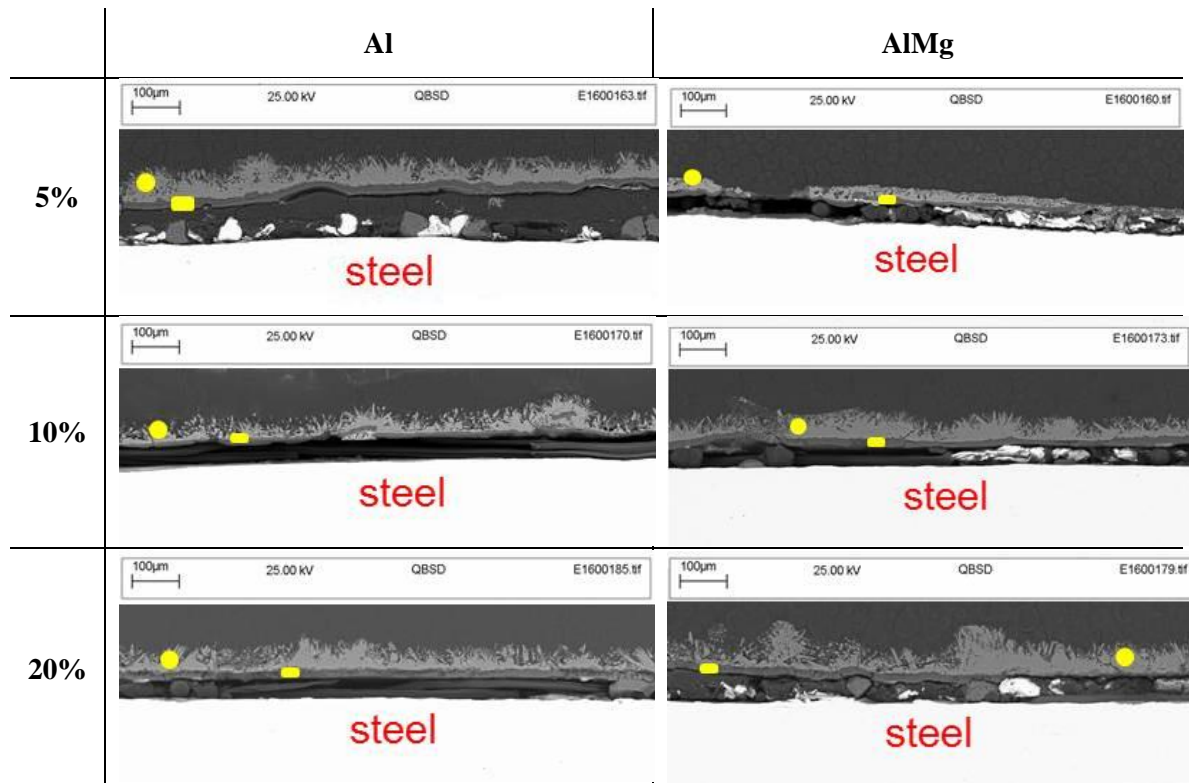 Al AlMg
100µm 25.00 kV QBSD E1600163.tif 100µm 25.00 kV QBSD E1600160.tif
5%
steel steel
100µm 25.00 kV QBSD E1600170.tif 100µm 25.00 kV QBSD E1600173.tif
10%
steel steel
100µm 25.00 kV QBSD E1600185.tif 100µm 25.00 kV QBSD E1600179.tif
20%
steel steel